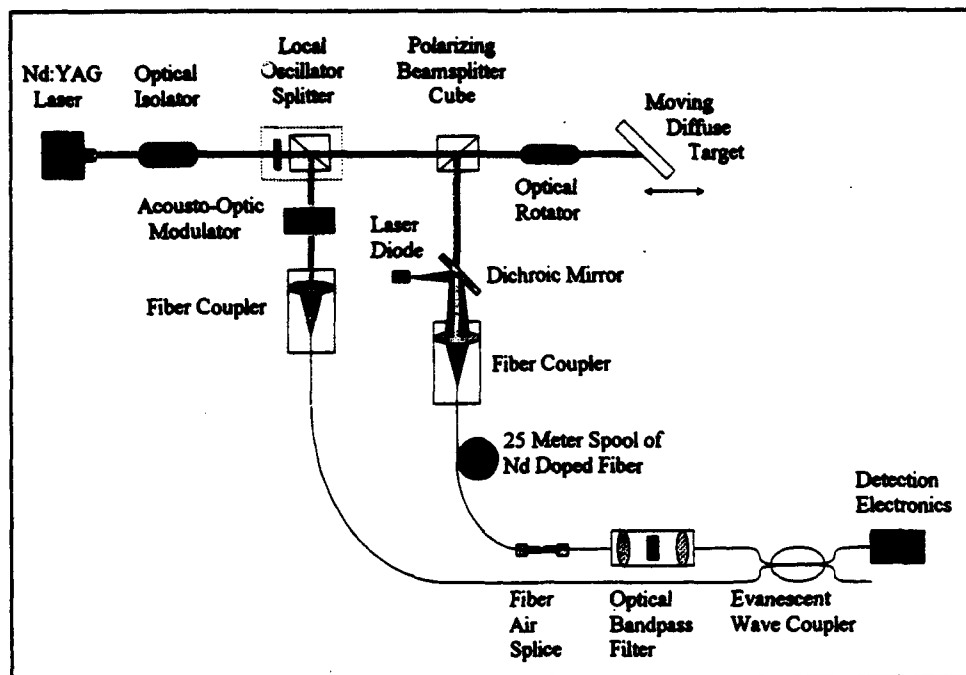 Nd:YAG
Laser
Optical
Isolator
Local
Oscillator
Splitter
Polarizing
Beamsplitter
Cube
Moving
Diffuse
Target
Acousto-Optic
Modulator
Laser
Diode
Optical
Rotator
Dichroic Mirror
Fiber Coupler
Fiber Coupler
25 Meter Spool of
Nd Doped Fiber
Detection
Electronics
Fiber
Air
Splice
Optical
Bandpass
Filter
Evanescent
Wave Coupler